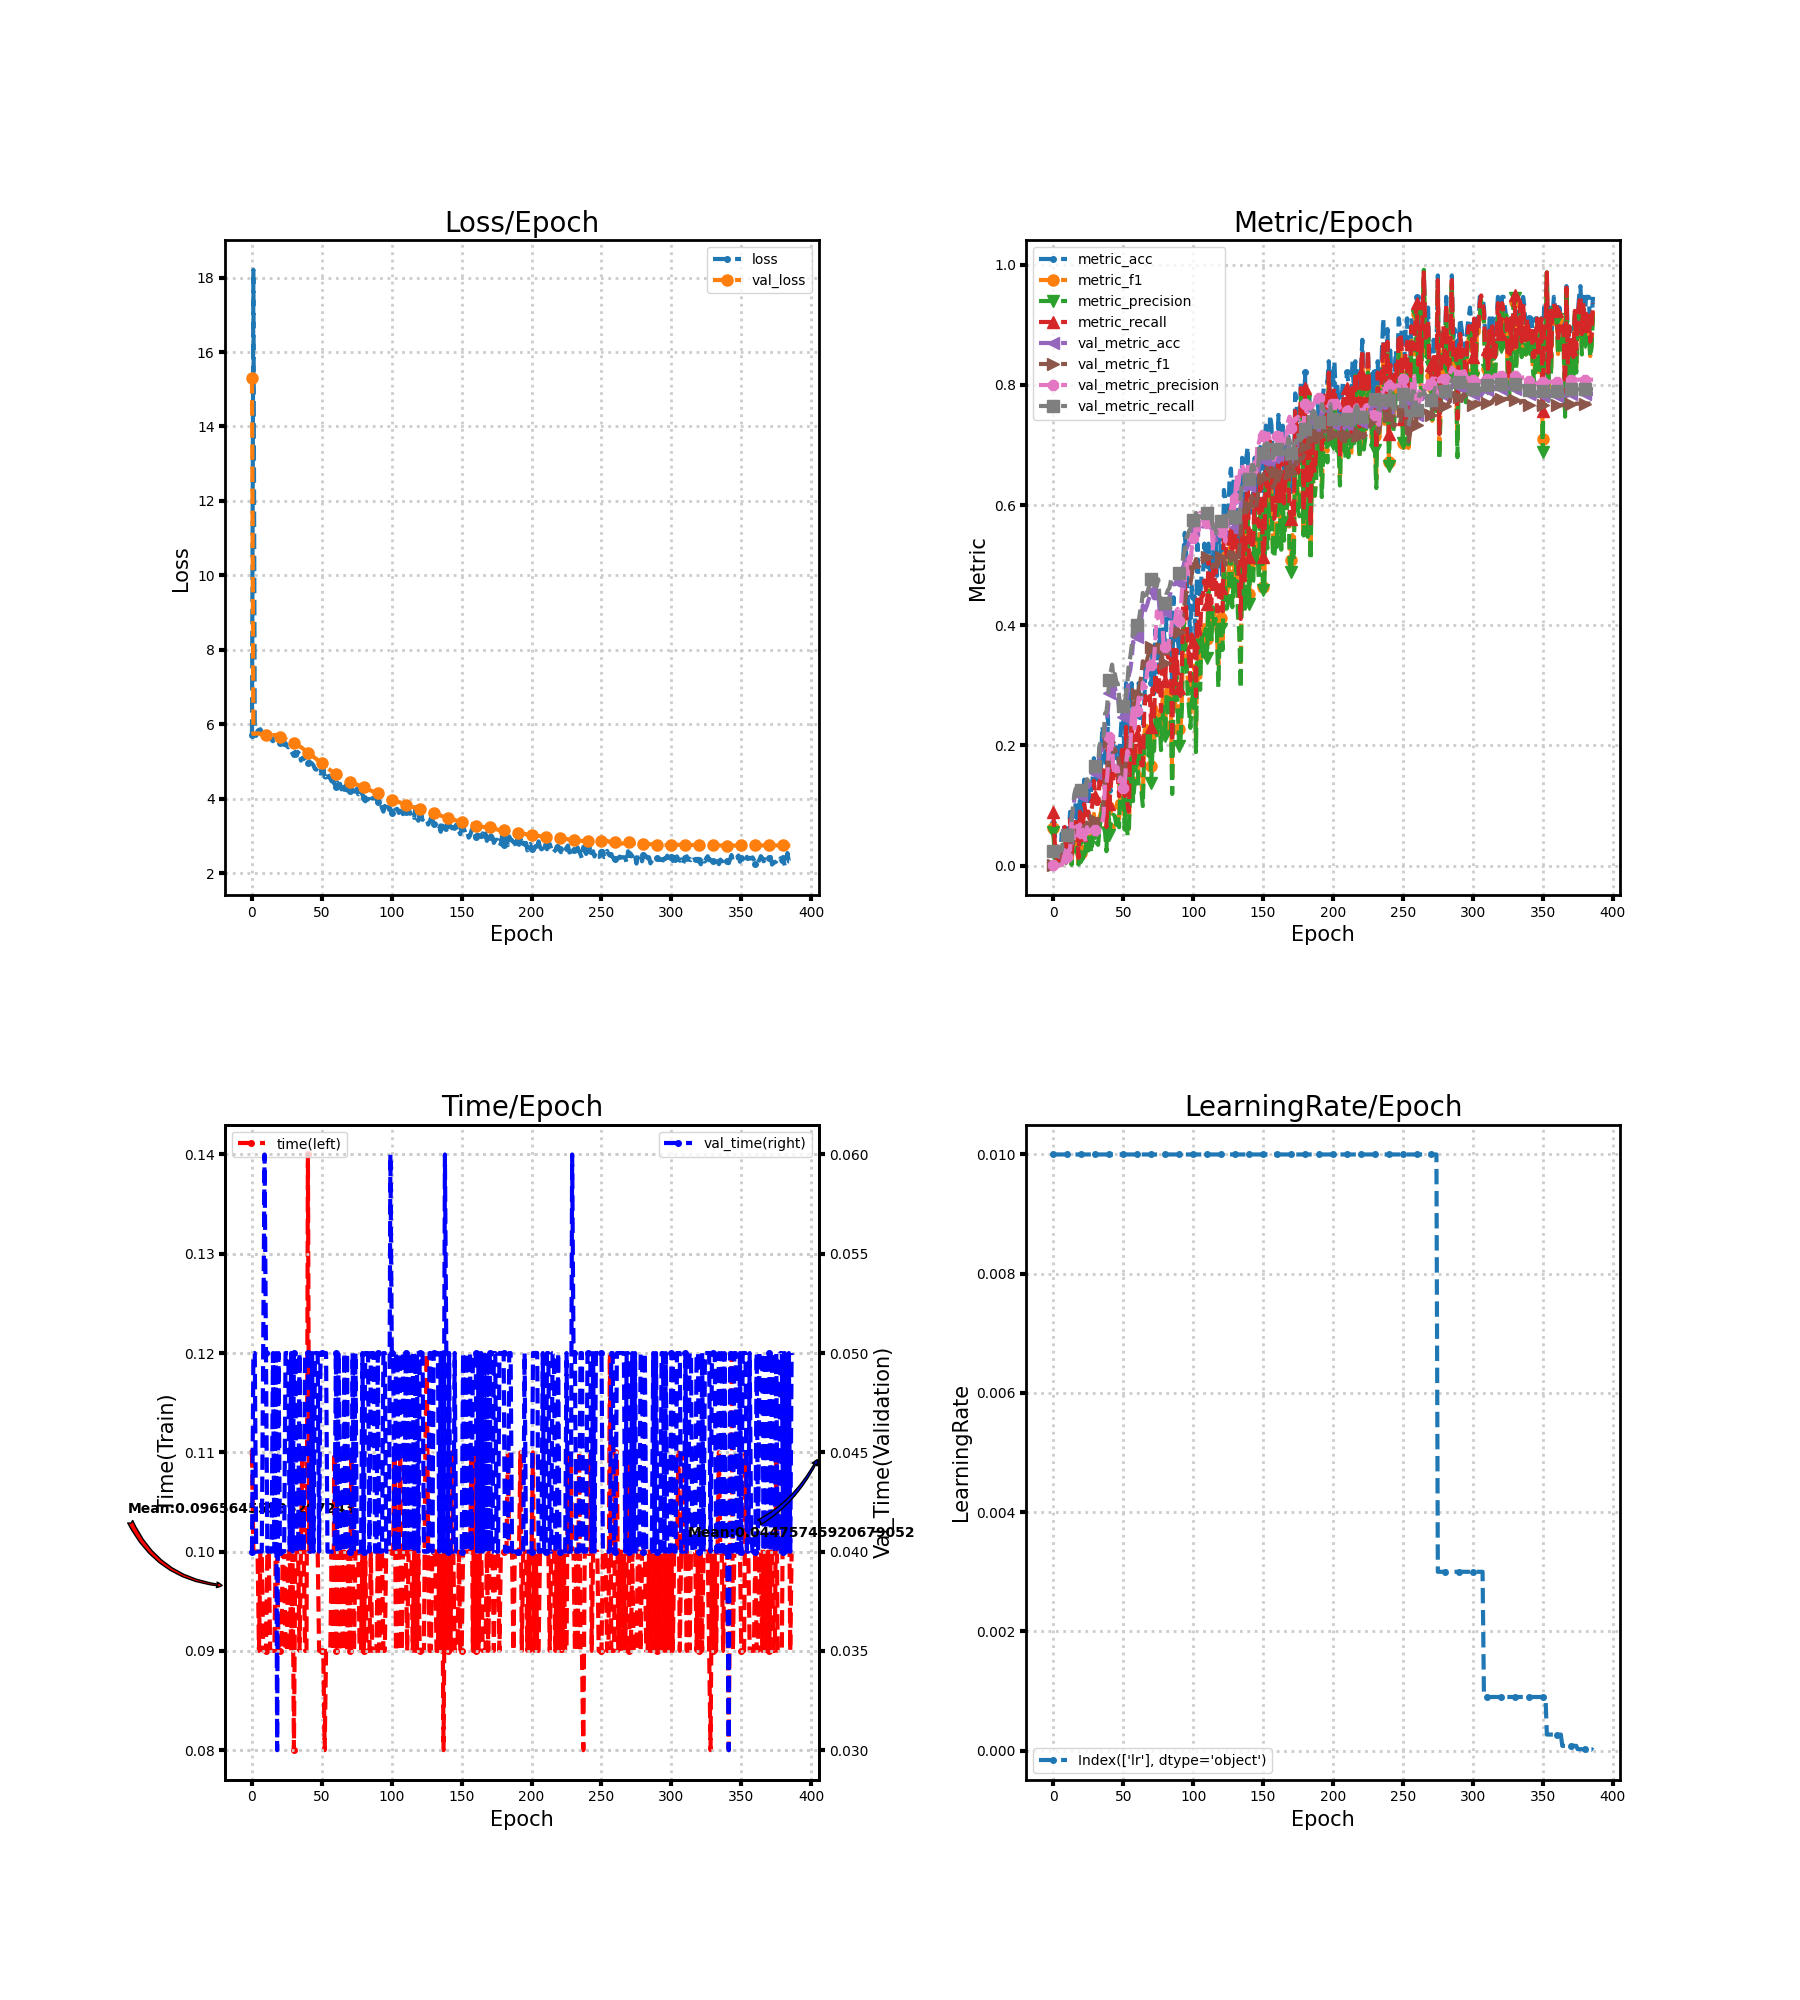 Loss/Epoch
Loss
18
16
14
12
10
8
6
4
2
loss
val_loss
0 50 100 150 200 250 300 350 400
Epoch
Metric/Epoch
Metric
1.0
0.8
0.6
0.4
0.2
0.0
metric_acc
metric_f1
metric_precision
metric_recall
val_metric_acc
val_metric_f1
val_metric_precision
val_metric_recall
0 50 100 150 200 250 300 350 400
Epoch
Time/Epoch
Time(Train)
0.14
0.13
0.12
0.11
0.10
0.09
0.08
time(left)
val_time(right)
0.060
0.055
0.050
0.045
0.040
0.035
0.030
Val_Time(Validation)
Mean:0.04475745920679052
0 50 100 150 200 250 300 350 400
Epoch
LearningRate/Epoch
LearningRate
0.010
0.008
0.006
0.004
0.002
0.000
Index(['lr'], dtype='object')
0 50 100 150 200 250 300 350 400
Epoch